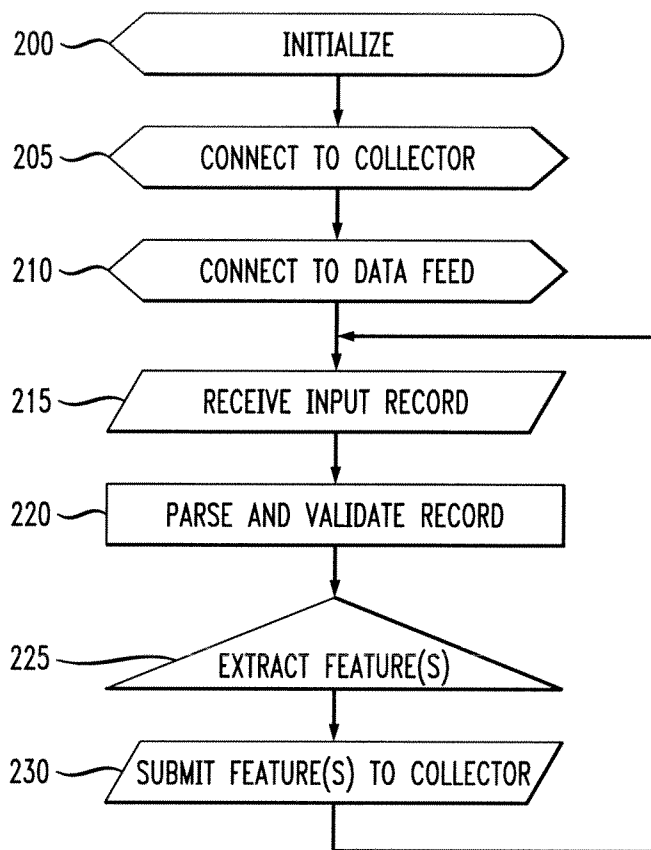 200 INITIALIZE
205 CONNECT TO COLLECTOR
210 CONNECT TO DATA FEED
215 RECEIVE INPUT RECORD
220 PARSE AND VALIDATE RECORD
225 EXTRACT FEATURE(S)
230 SUBMIT FEATURE(S) TO COLLECTOR